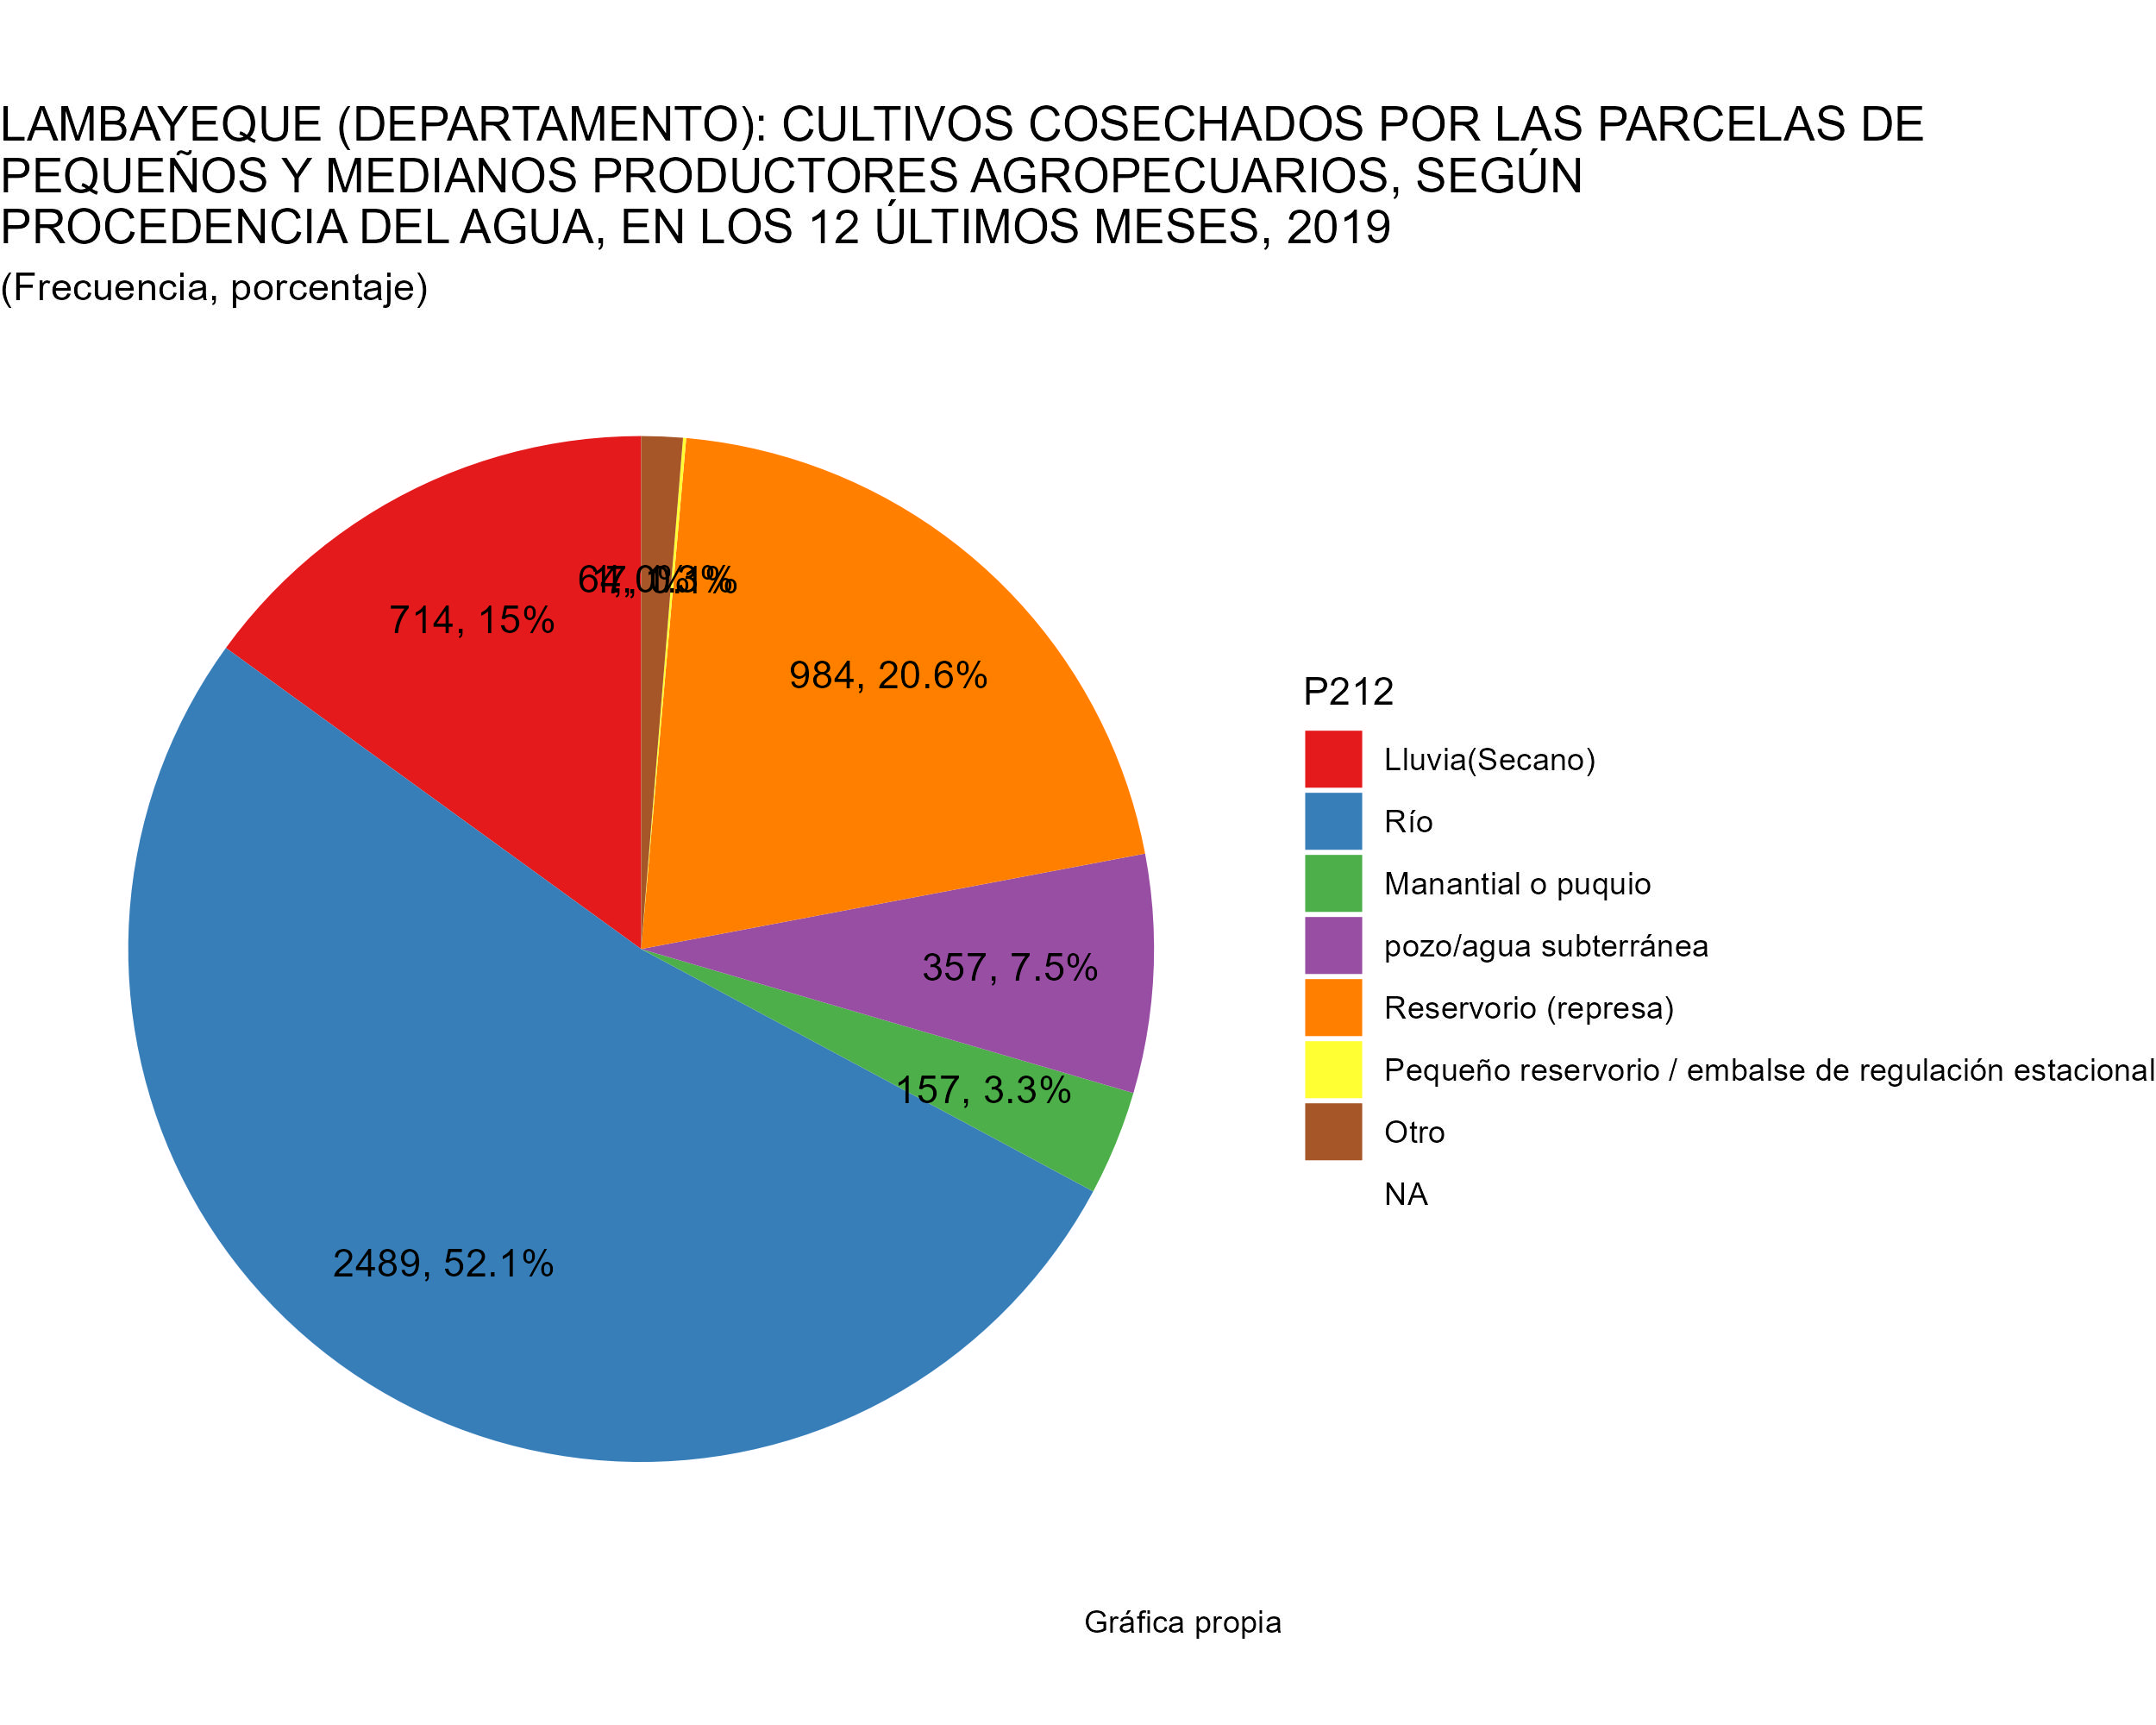 LAMBAYEQUE (DEPARTAMENTO): CULTIVOS COSECHADOS POR LAS PARCELAS DE
PEQUEÑOS Y MEDIANOS PRODUCTORES AGROPECUARIOS, SEGÚN
PROCEDENCIA DEL AGUA, EN LOS 12 ÚLTIMOS MESES, 2019
(Frecuencia, porcentaje)
714, 15%
984, 20.6%
357, 7.5%
157, 3.3%
2489, 52.1%
P212
Lluvia(Secano)
Río
Manantial o puquio
pozo/agua subterránea
Reservorio (represa)
Pequeño reservorio / embalse de regulación estacional
Otro
NA
Gráfica propia